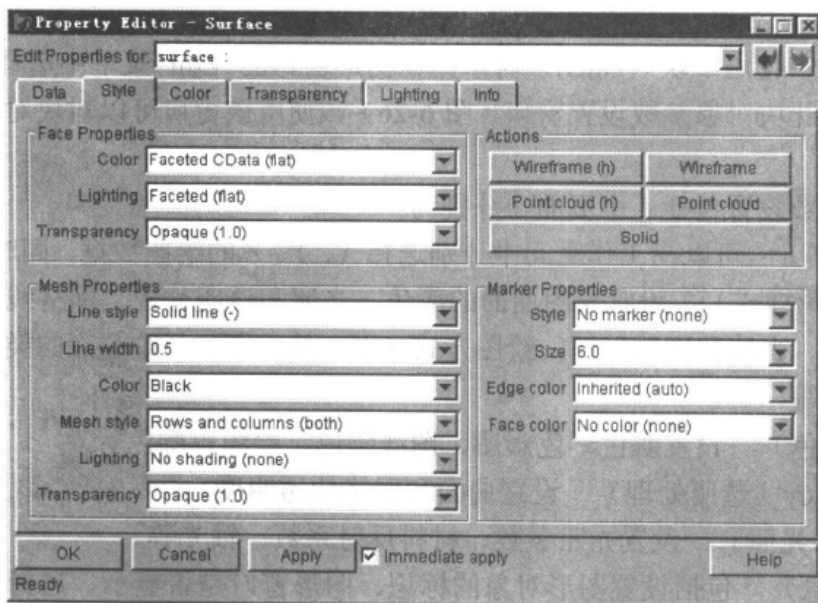 Property Editor - Surface
Edit Properties for: surface :
Data Style Color Transparency Lighting Info
Face Properties
Color Faceted CData (flat)
Lighting Faceted (flat)
Transparency Opaque (1.0)
Actions
Wireframe (h) Wireframe
Point cloud (h) Point cloud
Solid
Mesh Properties
Line style Solid line (-)
Line width 0.5
Color Black
Mesh style Rows and columns (both)
Lighting No shading (none)
Transparency Opaque (1.0)
Marker Properties
Style No marker (none)
Size 6.0
Edge color Inherited (auto)
Face color No color (none)
OK Cancel Apply Immediate apply Help
Ready